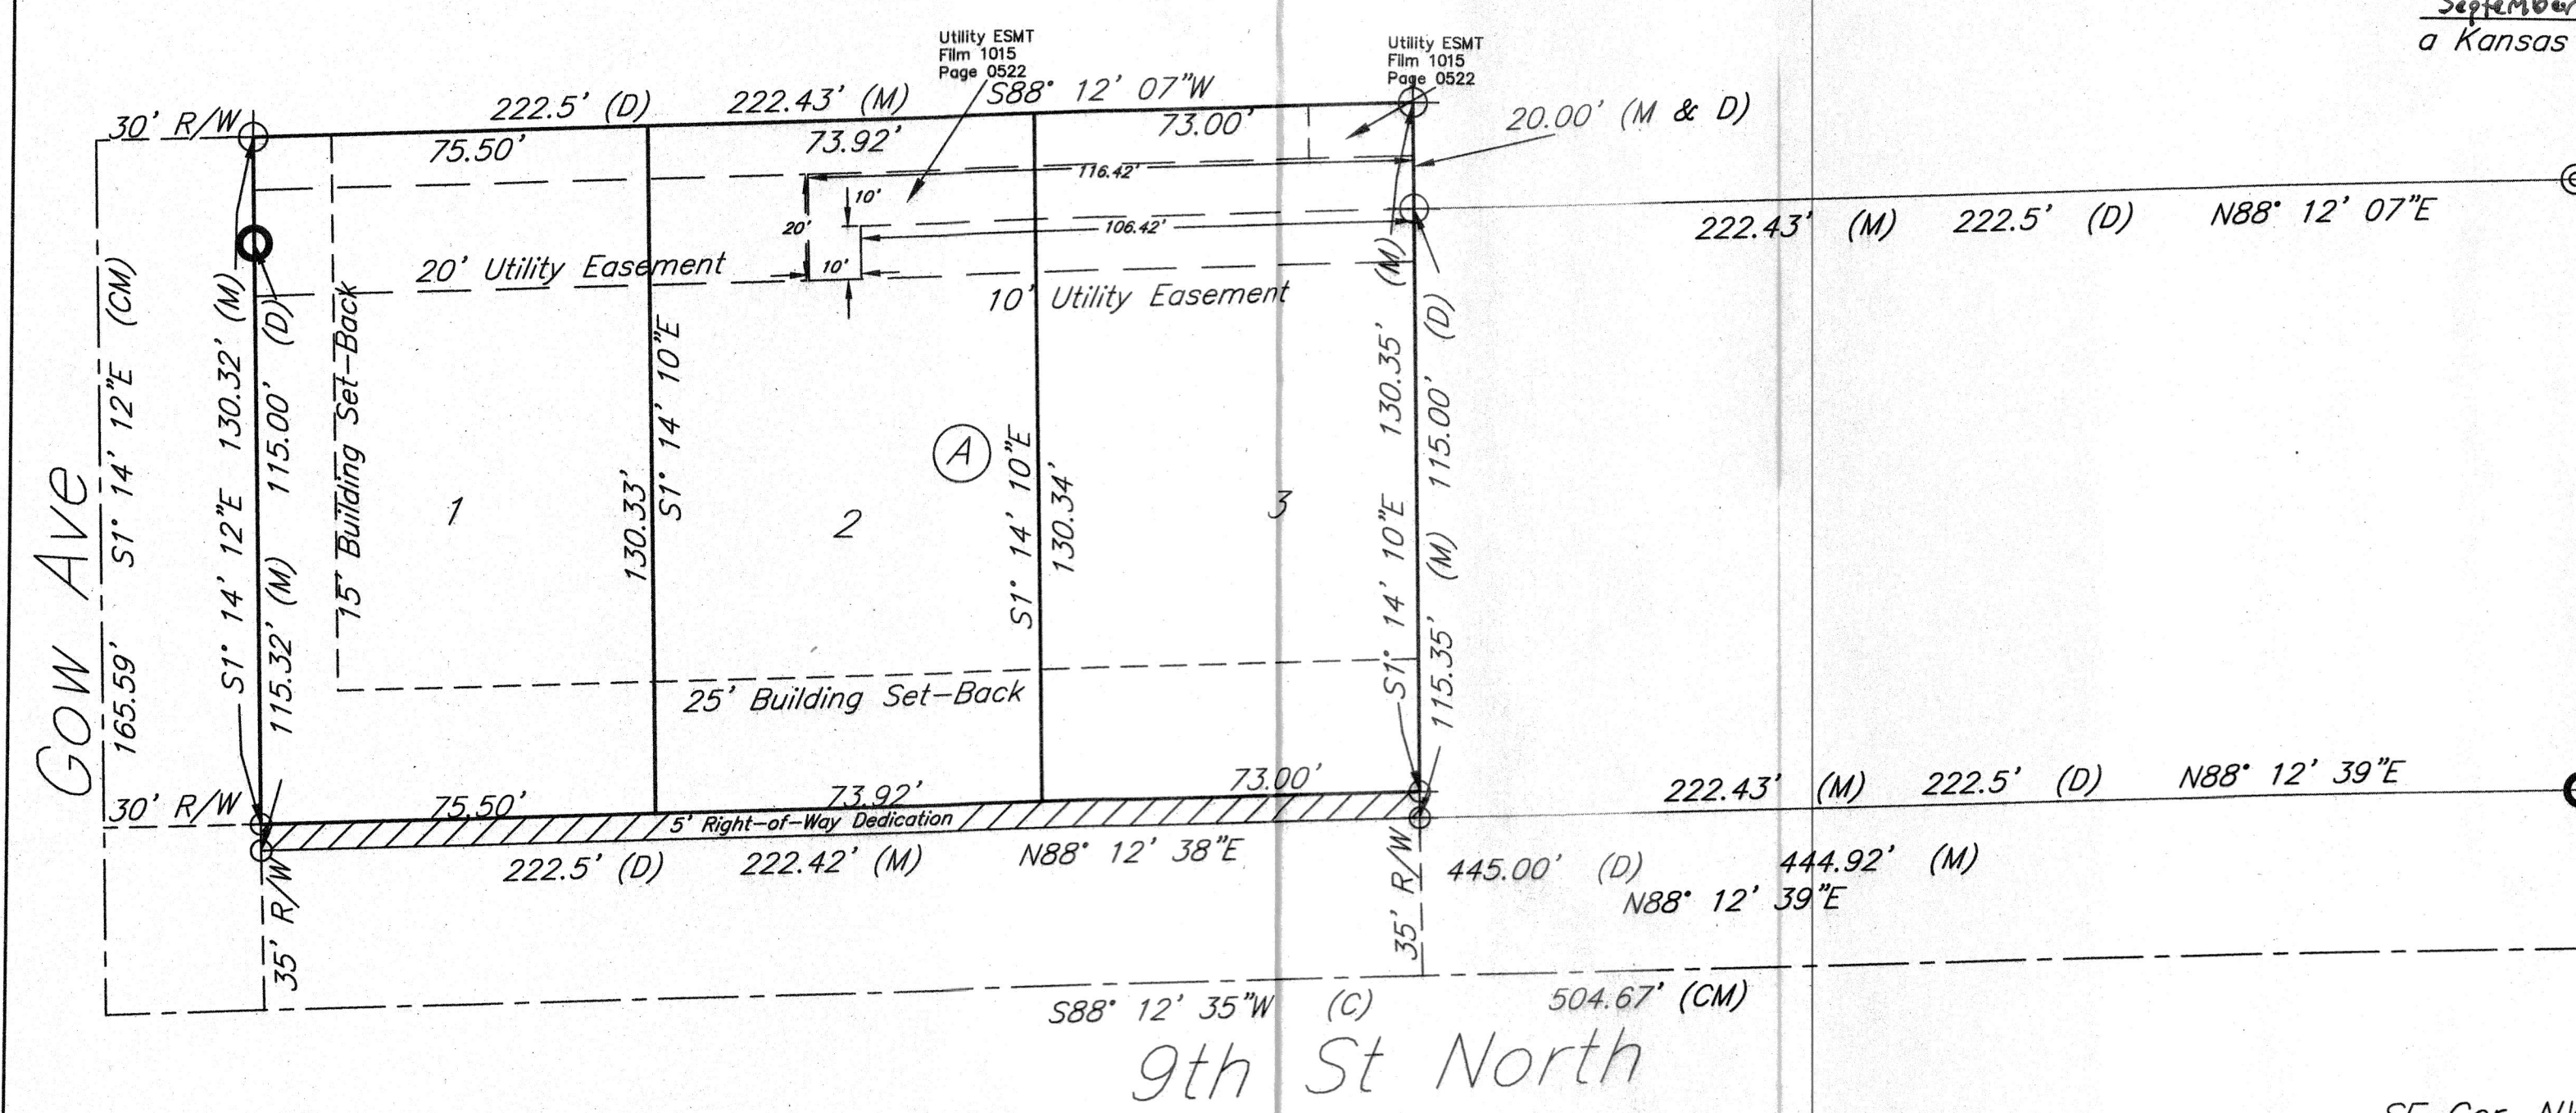 September
a Kansas
Utility ESMT
Film 1015
Page 0522
Utility ESMT
Film 1015
Page 0522
30' R/W
222.5' (D)
222.43' (M)
S88° 12' 07"W
20.00' (M & D)
75.50'
73.92'
73.00'
116.42'
10'
20'
106.42'
10'
20' Utility Easement
10' Utility Easement
222.43' (M)
222.5' (D)
N88° 12' 07"E
Gow Ave
165.59' S1° 14' 12"E (CM)
S1° 14' 12"E 130.32' (M)
115.32' (M) 115.00' (D)
15' Building Set-Back
1
130.33'
S1° 14' 10"E
2
A
S1° 14' 10"E
130.34'
3
S1° 14' 10"E 130.35' (M)
115.35' (M) 115.00' (D)
25' Building Set-Back
30' R/W
75.50'
73.92'
73.00'
5' Right-of-Way Dedication
222.5' (D)
222.42' (M)
N88° 12' 38"E
222.43' (M)
222.5' (D)
N88° 12' 39"E
35' R/W
35' R/W
445.00' (D)
444.92' (M)
N88° 12' 39"E
S88° 12' 35"W (C)
504.67' (CM)
9th St North